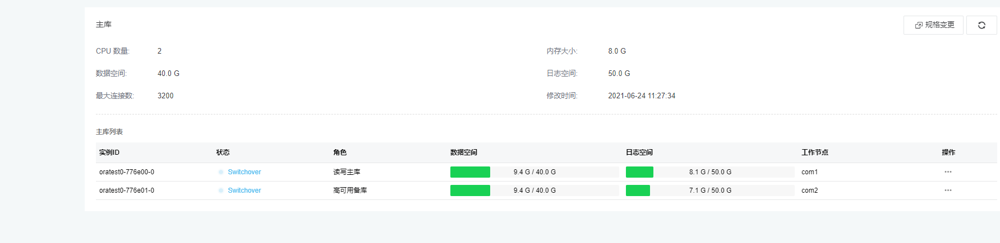 主库
规格变更
CPU 数量: 2 内存大小: 8.0 G
数据空间: 40.0 G 日志空间: 50.0 G
最大连接数: 3200 修改时间: 2021-06-24 11:27:34
主库列表
实例ID 状态 角色 数据空间 日志空间 工作节点 操作
oratest0-776e00-0 Switchover 读写主库 9.4 G / 40.0 G 8.1 G / 50.0 G com1 •••
oratest0-776e01-0 Switchover 高可用备库 9.4 G / 40.0 G 7.1 G / 50.0 G com2 •••